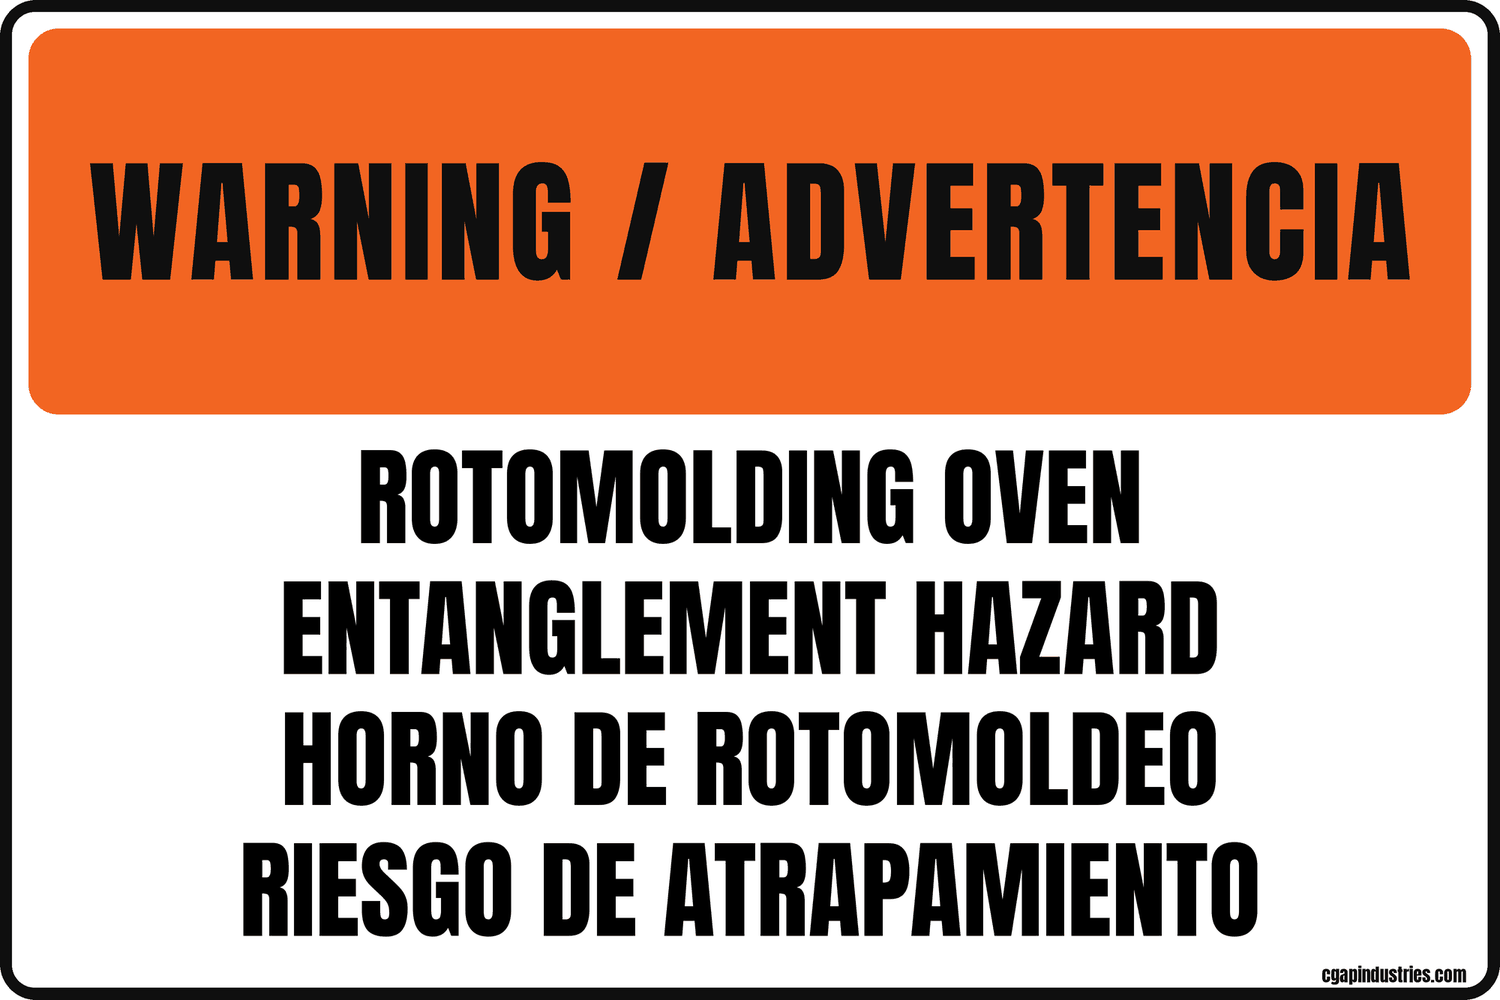 WARNING / ADVERTENCIA
ROTOMOLDING OVEN
ENTANGLEMENT HAZARD
HORNO DE ROTOMOLDEO
RIESGO DE ATRAPAMIENTO
cgapindustries.com